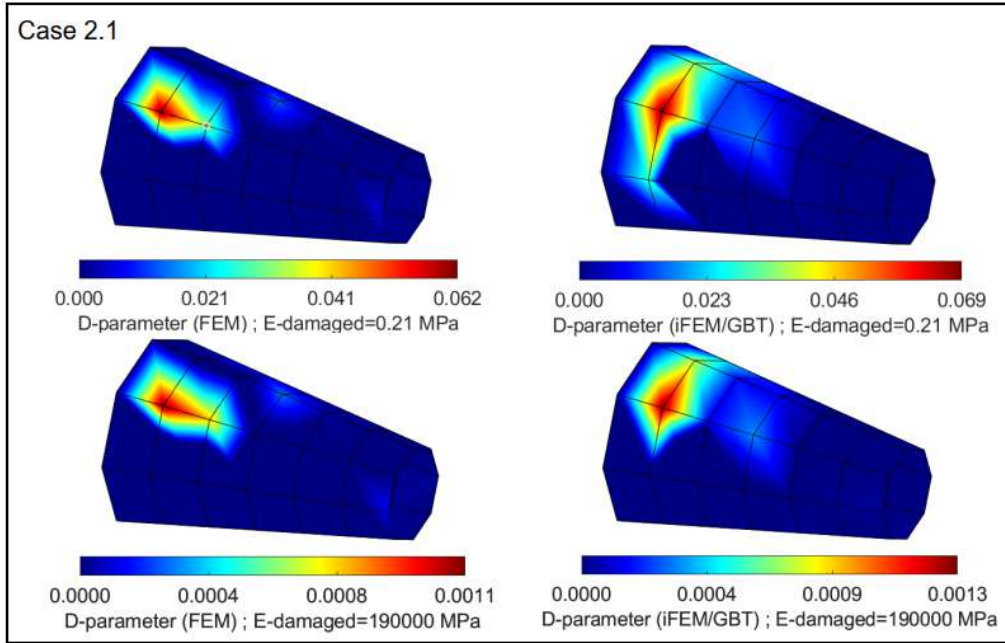 Case 2.1
0.000 0.021 0.041 0.062
D-parameter (FEM) ; E-damaged=0.21 MPa
0.000 0.023 0.046 0.069
D-parameter (iFEM/GBT) ; E-damaged=0.21 MPa
0.0000 0.0004 0.0008 0.0011
D-parameter (FEM) ; E-damaged=190000 MPa
0.0000 0.0004 0.0009 0.0013
D-parameter (iFEM/GBT) ; E-damaged=190000 MPa